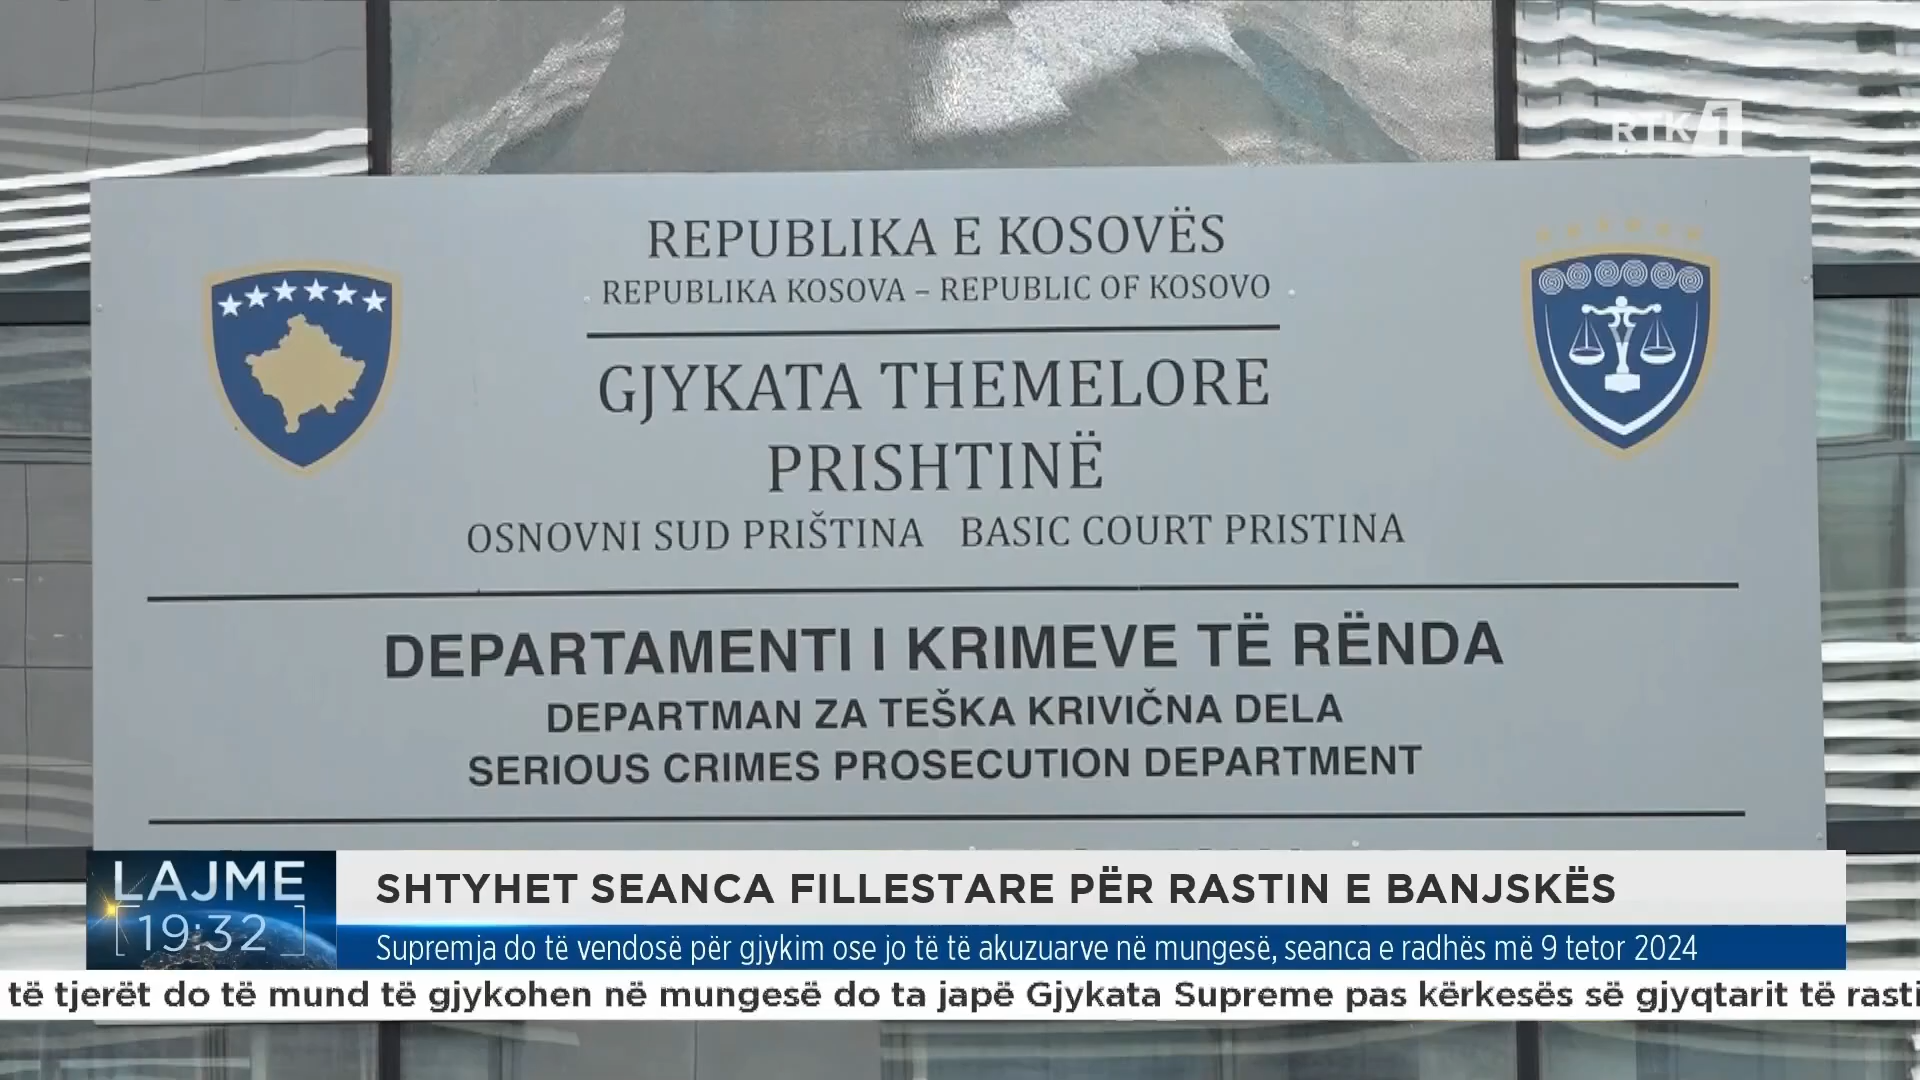 RTK 1
REPUBLIKA E KOSOVËS
REPUBLIKA KOSOVA – REPUBLIC OF KOSOVO
GJYKATA THEMELORE
PRISHTINË
OSNOVNI SUD PRIŠTINA BASIC COURT PRISTINA
DEPARTAMENTI I KRIMEVE TË RËNDA
DEPARTMAN ZA TEŠKA KRIVIČNA DELA
SERIOUS CRIMES PROSECUTION DEPARTMENT
LAJME
19:32
SHTYHET SEANCA FILLESTARE PËR RASTIN E BANJSKËS
Supremja do të vendosë për gjykim ose jo të të akuzuarve në mungesë, seanca e radhës më 9 tetor 2024
të tjerët do të mund të gjykohen në mungesë do ta japë Gjykata Supreme pas kërkesës së gjyqtarit të rasti